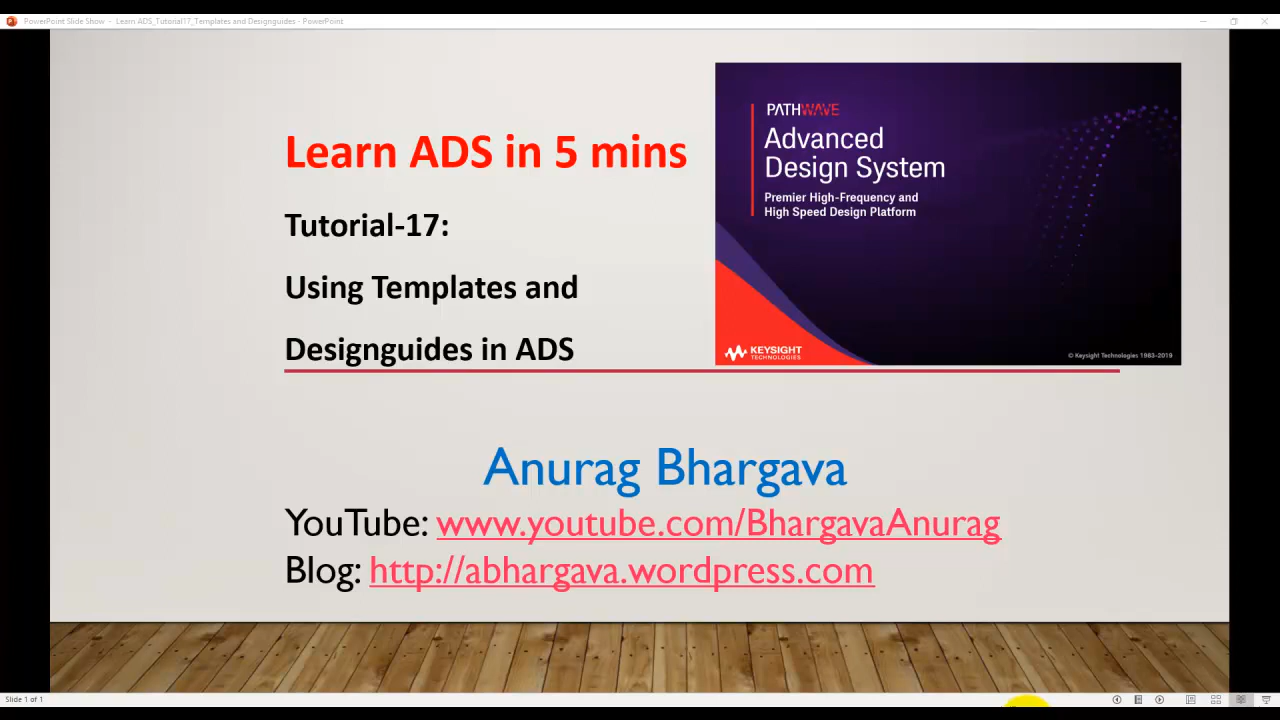 PowerPoint Slide Show - Learn ADS_Tutorial17_Templates and Designguides - PowerPoint
Learn ADS in 5 mins
Tutorial-17:
Using Templates and
Designguides in ADS
PATHWAVE
Advanced
Design System
Premier High-Frequency and
High Speed Design Platform
KEYSIGHT
TECHNOLOGIES
© Keysight Technologies 1983-2019
Anurag Bhargava
YouTube: www.youtube.com/BhargavaAnurag
Blog: http://abhargava.wordpress.com
Slide 1 of 1